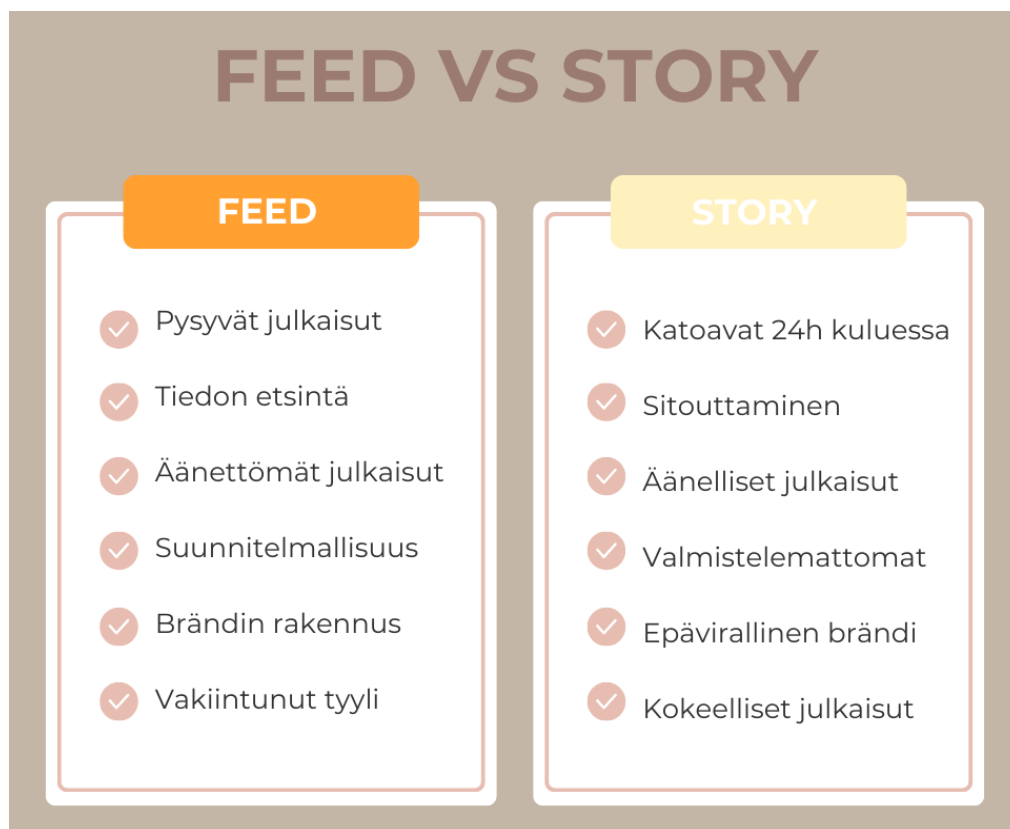 FEED VS STORY
FEED
Pysyvät julkaisut
Tiedon etsintä
Äänettömät julkaisut
Suunnitelmallisuus
Brändin rakennus
Vakiintunut tyyli
STORY
Katoavat 24h kuluessa
Sitouttaminen
Äänelliset julkaisut
Valmistelemattomat
Epävirallinen brändi
Kokeelliset julkaisut